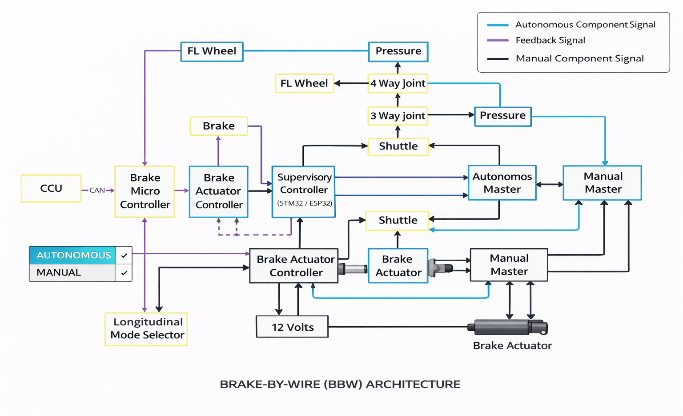 Autonomous Component Signal
Feedback Signal
Manual Component Signal
FL Wheel
Pressure
FL Wheel
4 Way Joint
3 Way joint
Pressure
Brake
Shuttle
CCU
CAN
Brake
Micro
Controller
Brake
Actuator
Controller
Supervisory
Controller
(STM32 / ESP32)
Autonomos
Master
Manual
Master
Shuttle
AUTONOMOUS
MANUAL
Brake Actuator
Controller
Brake
Actuator
Manual
Master
Longitudinal
Mode Selector
12 Volts
Brake Actuator
BRAKE-BY-WIRE (BBW) ARCHITECTURE